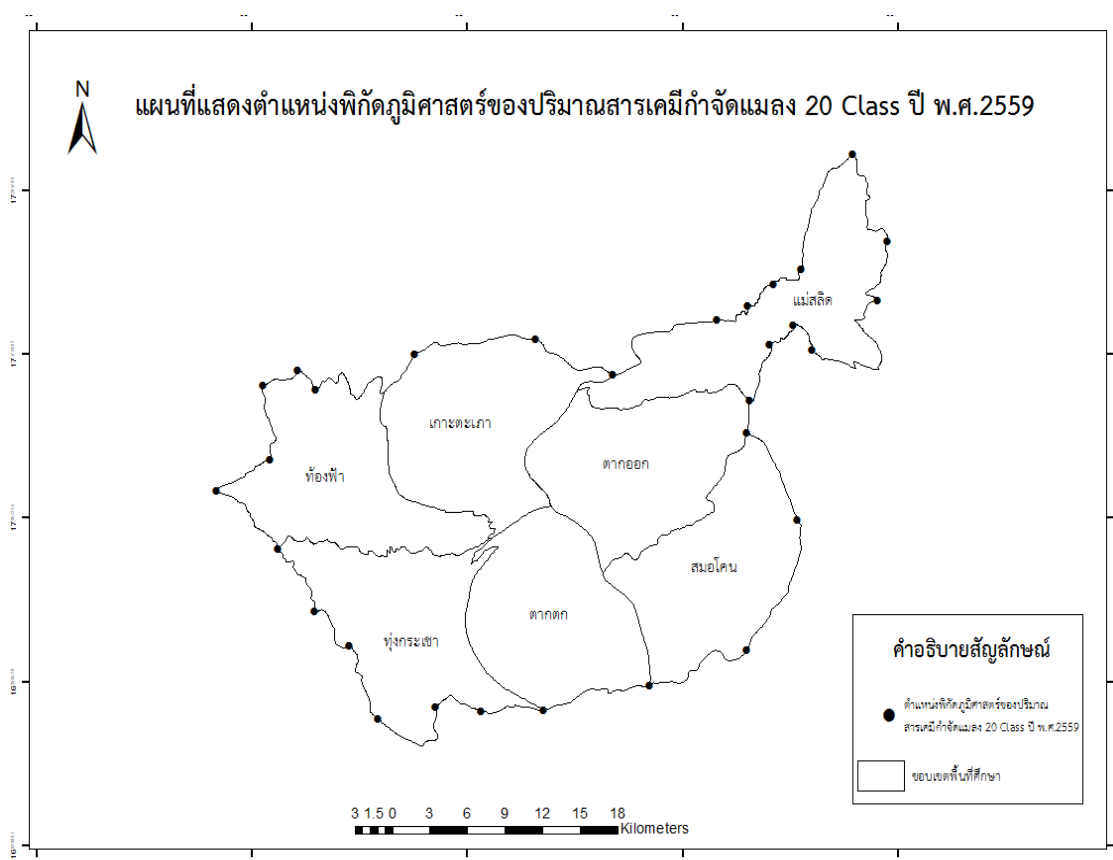 N
แผนที่แสดงตำแหน่งพิกัดภูมิศาสตร์ของปริมาณสารเคมีกำจัดแมลง 20 Class ปี พ.ศ.2559
แม่สลิด
เกาะตะเภา
ตากออก
ท้องฟ้า
สมอโคน
ตากตก
ทุ่งกระเชา
คำอธิบายสัญลักษณ์
ตำแหน่งพิกัดภูมิศาสตร์ของปริมาณ
สารเคมีกำจัดแมลง 20 Class ปี พ.ศ.2559
ขอบเขตพื้นที่ศึกษา
3 1.5 0 3 6 9 12 15 18
Kilometers